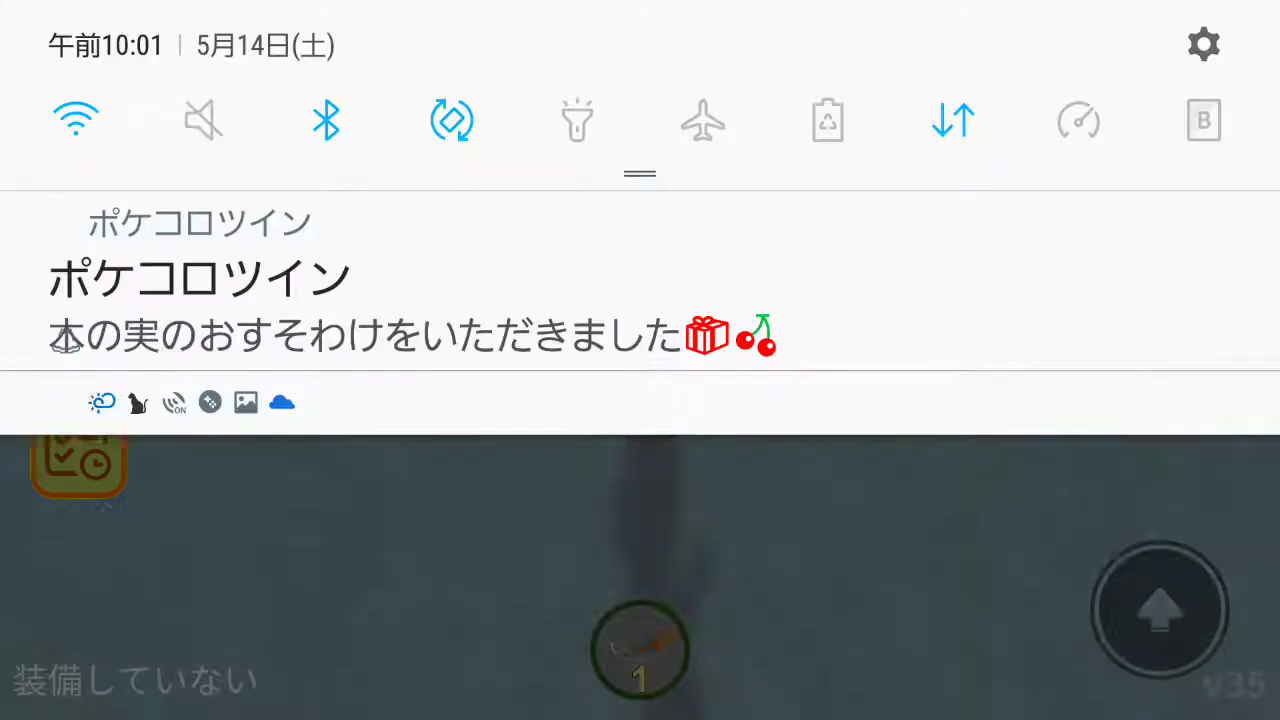 午前10:01 | 5月14日(土)
B
ポケコロツイン
ポケコロツイン
木の実のおすそわけをいただきました🎁🍒
ON
1
装備していない
v35